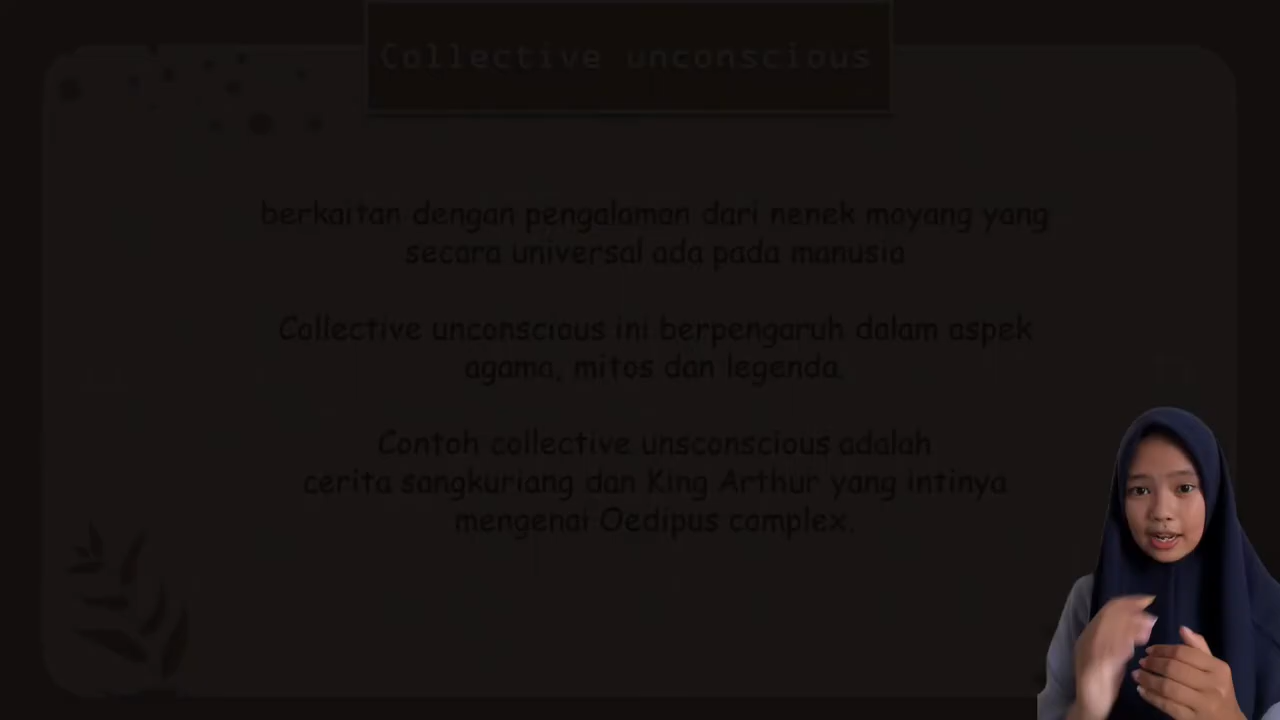 Collective unconscious
berkaitan dengan pengalaman dari nenek moyang yang
secara universal ada pada manusia
Collective unconscious ini berpengaruh dalam aspek
agama, mitos dan legenda.
Contoh collective unsconscious adalah
cerita sangkuriang dan King Arthur yang intinya
mengenai Oedipus complex.